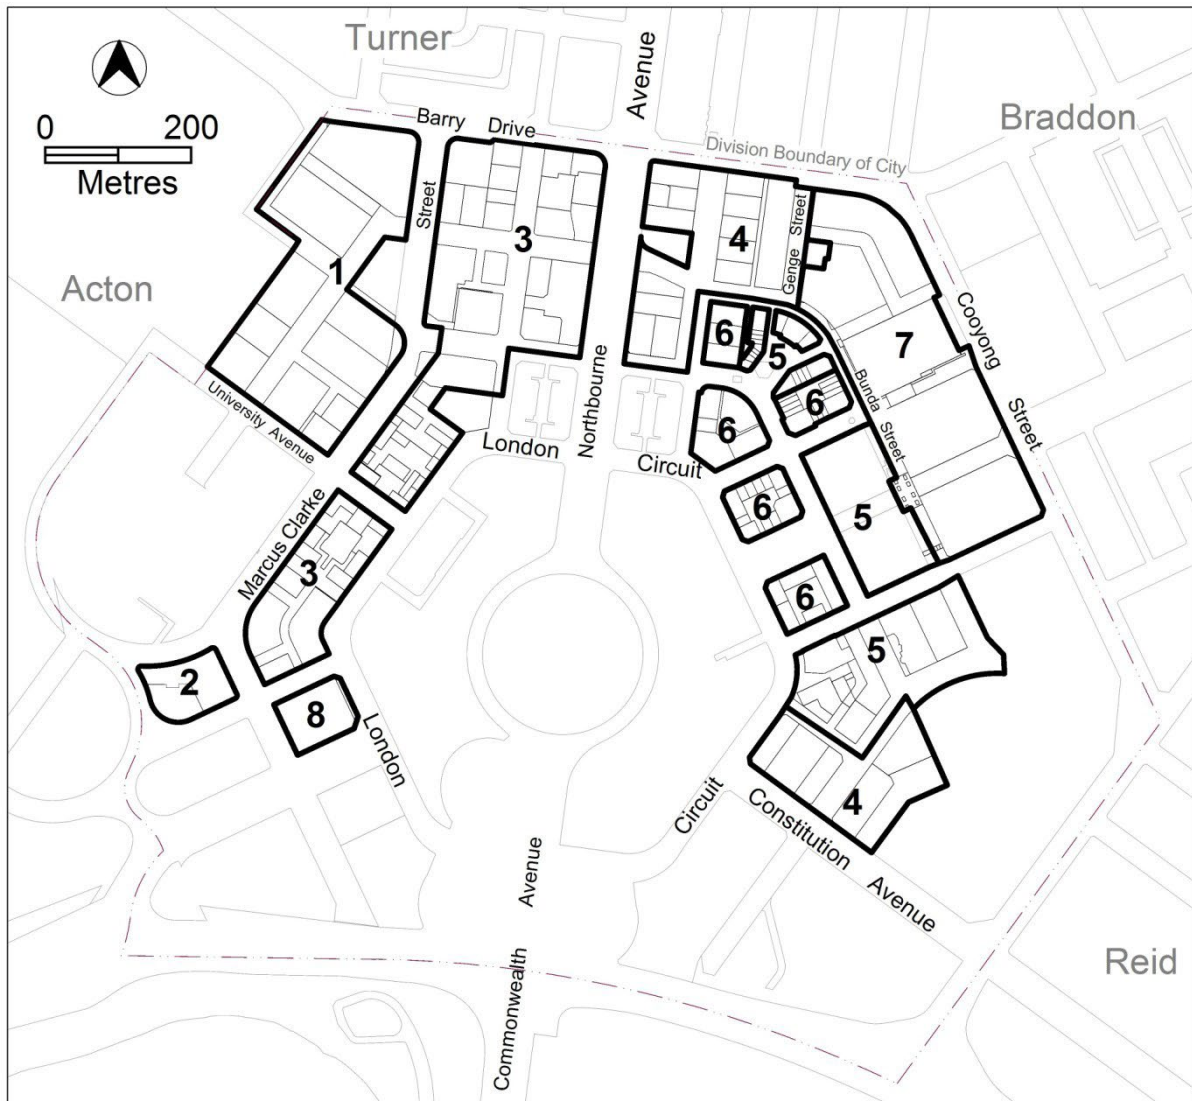 Turner
Avenue
Braddon
0 200
Metres
Barry Drive
Division Boundary of City
Street
Genge Street
3
4
Acton
1
Cooyong
Street
6
5
7
6
Bunda
Street
6
University Avenue
Northbourne
London
Circuit
6
5
Marcus Clarke
3
6
5
2
8
London
Circuit
4
Constitution
Avenue
Avenue
Commonwealth
Reid